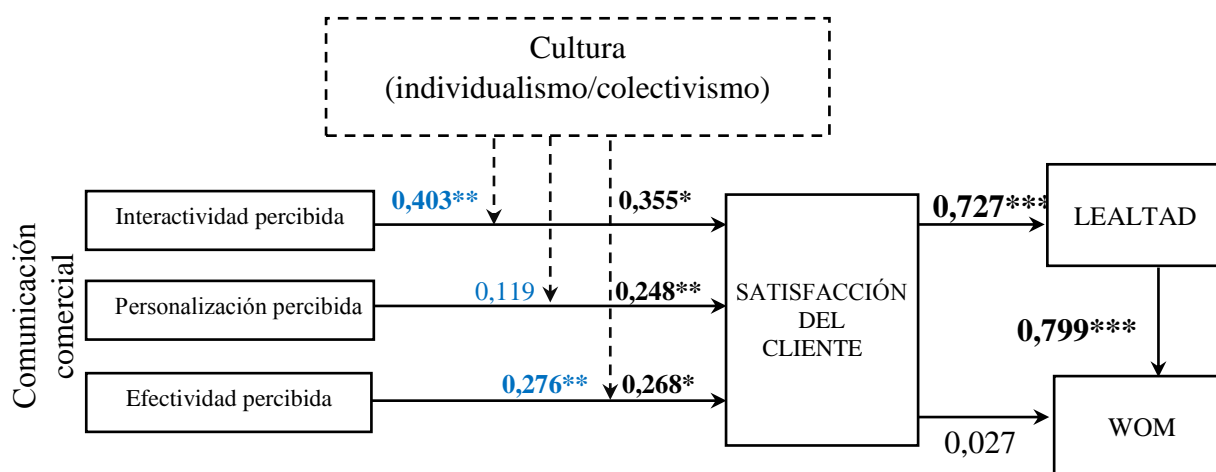 Cultura
(individualismo/colectivismo)
Comunicación
comercial
Interactividad percibida
0,403**
0,355*
Personalización percibida
0,119
0,248**
Efectividad percibida
0,276**
0,268*
SATISFACCIÓN
DEL
CLIENTE
0,727***
LEALTAD
0,799***
0,027
WOM